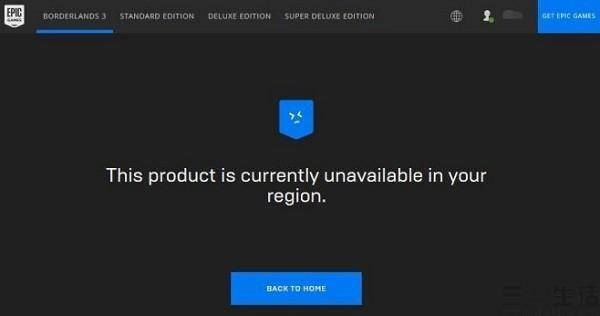 EPIC
GAMES
BORDERLANDS 3
STANDARD EDITION
DELUXE EDITION
SUPER DELUXE EDITION
GET EPIC GAMES
This product is currently unavailable in your
region.
BACK TO HOME
生活